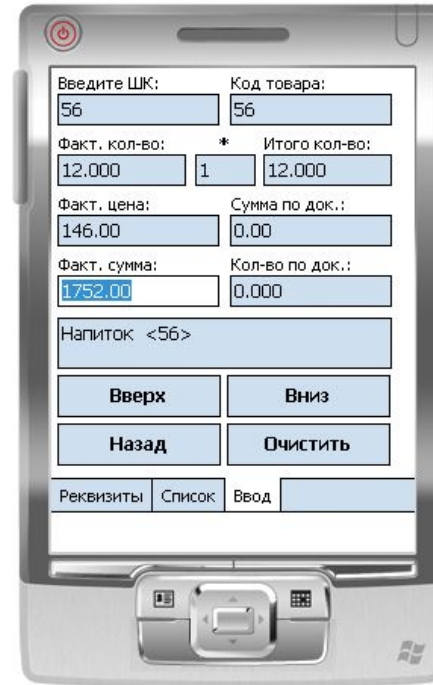 Введите ШК: Код товара:
56 56
Факт. кол-во: * Итого кол-во:
12.000 1 12.000
Факт. цена: Сумма по док.:
146.00 0.00
Факт. сумма: Кол-во по док.:
1752.00 0.000
Напиток <56>
Вверх Вниз
Назад Очистить
Реквизиты Список Ввод